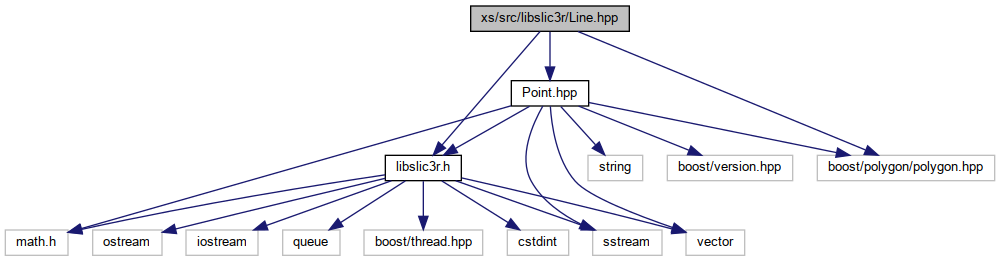 xs/src/libslic3r/Line.hpp
Point.hpp
libslic3r.h
string
boost/version.hpp
boost/polygon/polygon.hpp
math.h
ostream
iostream
queue
boost/thread.hpp
cstdint
sstream
vector